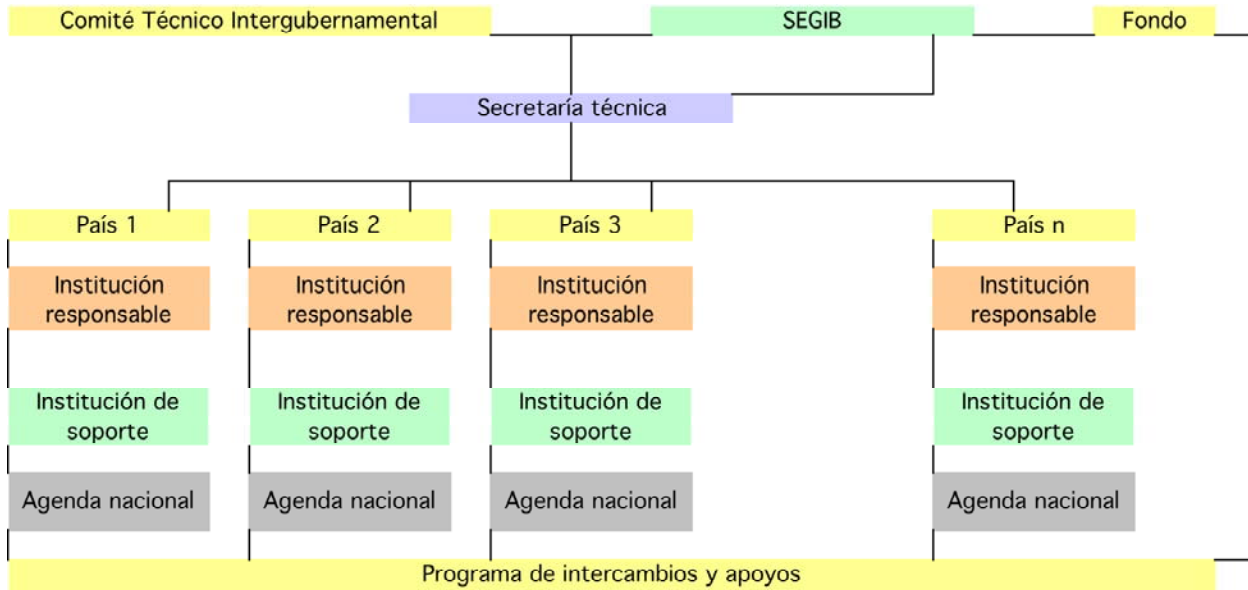 Comité Técnico Intergubernamental
SEGIB
Fondo
Secretaría técnica
País 1
País 2
País 3
País n
Institución
responsable
Institución
responsable
Institución
responsable
Institución
responsable
Institución de
soporte
Institución de
soporte
Institución de
soporte
Institución de
soporte
Agenda nacional
Agenda nacional
Agenda nacional
Agenda nacional
Programa de intercambios y apoyos